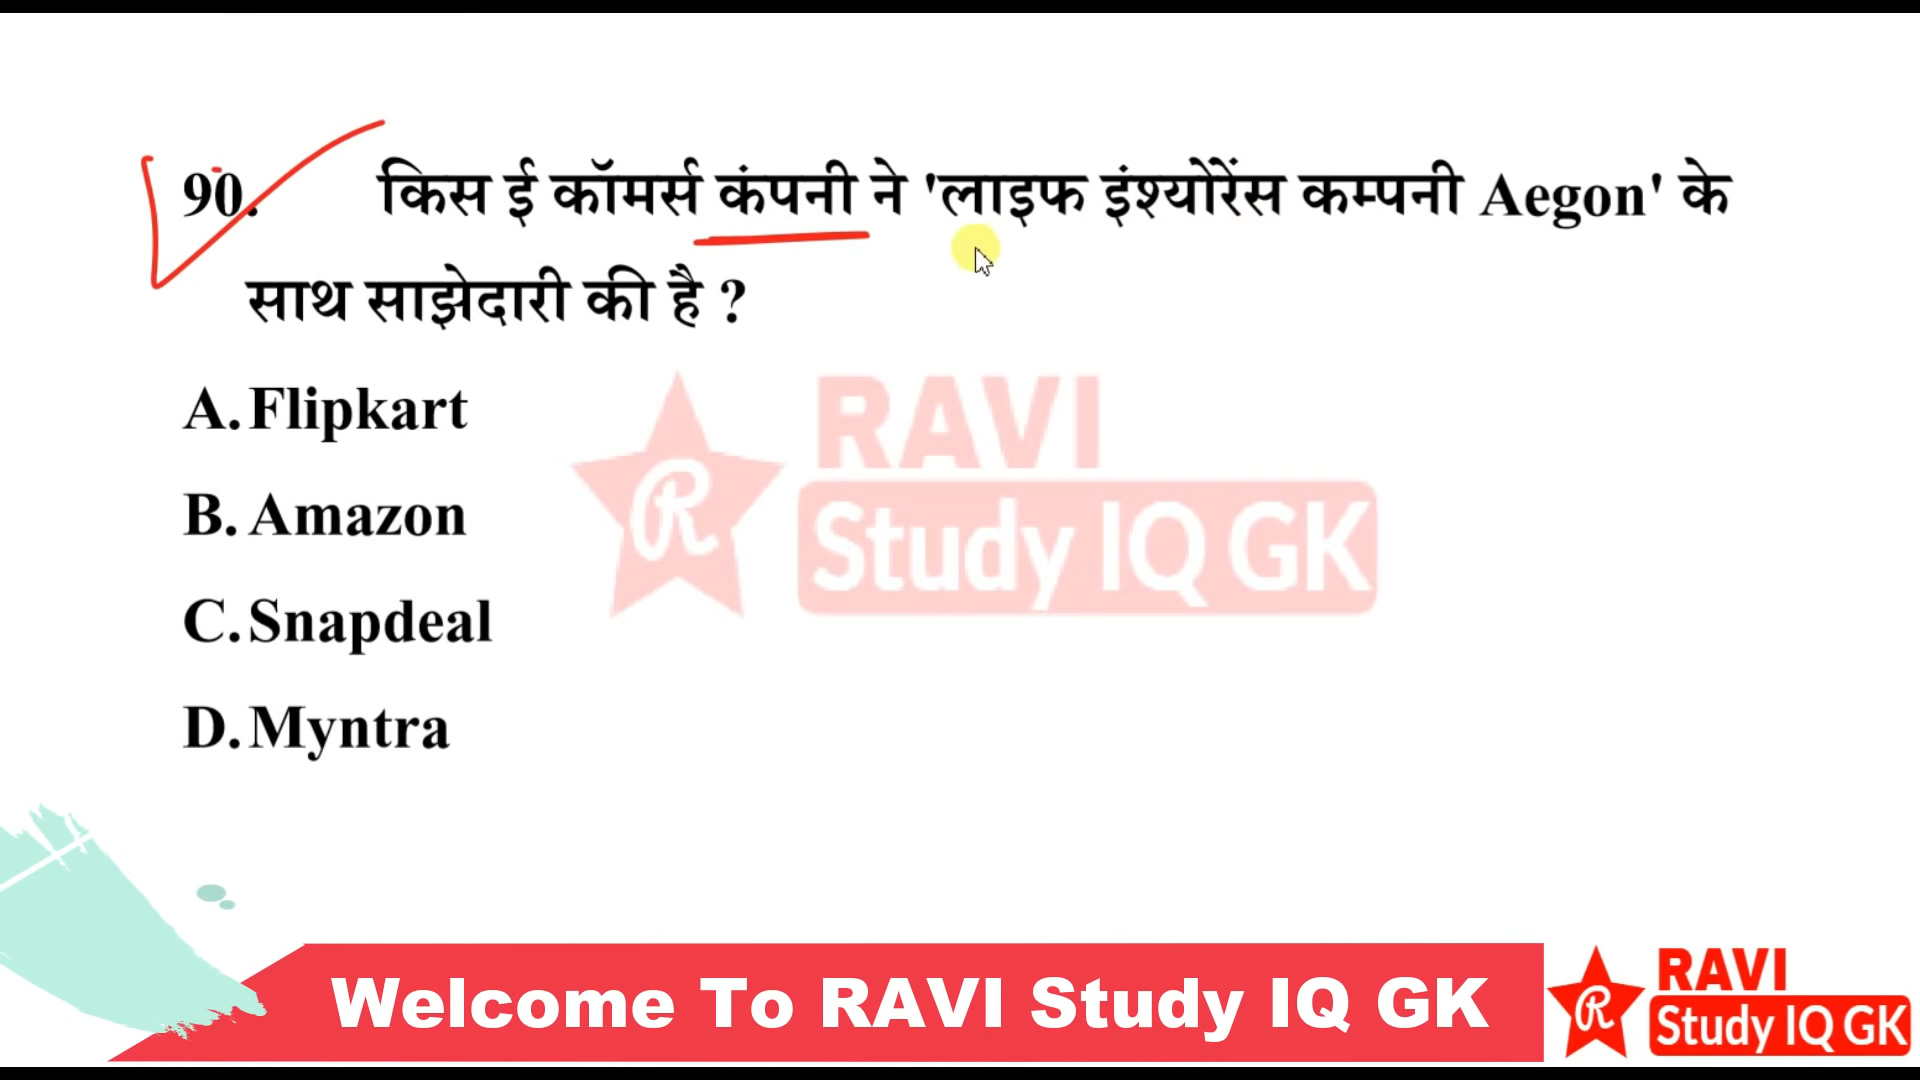 90. किस ई कॉमर्स कंपनी ने 'लाइफ इंश्योरेंस कम्पनी Aegon' के
साथ साझेदारी की है ?
A. Flipkart
B. Amazon
C. Snapdeal
D. Myntra
R RAVI
Study IQ GK
Welcome To RAVI Study IQ GK
R RAVI
Study IQ GK